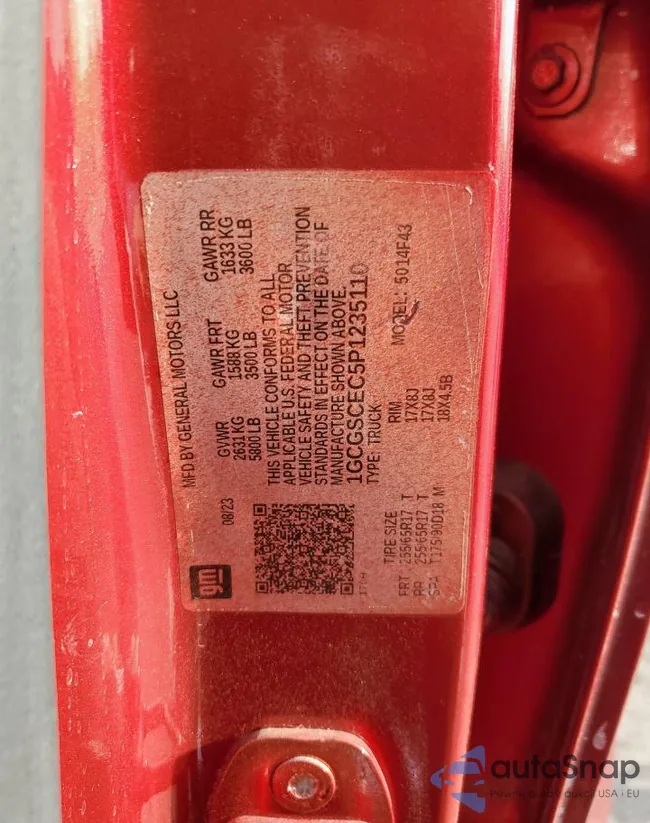 MFD BY GENERAL MOTORS LLC
08/23 GVWR GAWR FRT GAWR RR
2631 KG 1588 KG 1633 KG
5800 LB 3500 LB 3600 LB
THIS VEHICLE CONFORMS TO ALL
APPLICABLE U.S. FEDERAL MOTOR
VEHICLE SAFETY AND THEFT PREVENTION
STANDARDS IN EFFECT ON THE DATE OF
MANUFACTURE SHOWN ABOVE.
1GCGSCEC5P1235110
TYPE: TRUCK
MODEL: 5014F43
TIRE SIZE RIM
FRT 255/65R17 T 17X8J
RR 255/65R17 T 17X8J
SPA T175/90D18 M 18X4.5B
gm
autoSnap